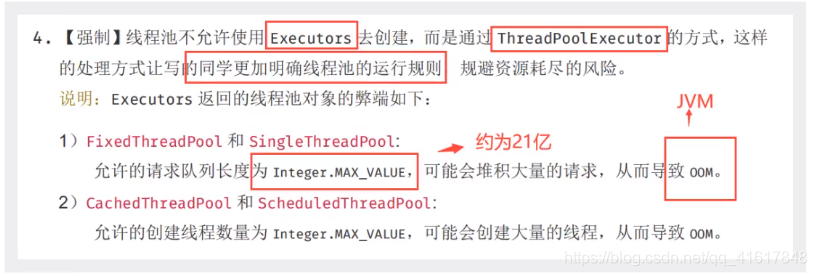 4. 【强制】线程池不允许使用 Executors 去创建，而是通过 ThreadPoolExecutor 的方式，这样
的处理方式让写的同学更加明确线程池的运行规则 规避资源耗尽的风险。
说明：Executors 返回的线程池对象的弊端如下：
JVM
1）FixedThreadPool 和 SingleThreadPool：
约为21亿
允许的请求队列长度为 Integer.MAX_VALUE，可能会堆积大量的请求，从而导致 OOM。
2）CachedThreadPool 和 ScheduledThreadPool：
允许的创建线程数量为 Integer.MAX_VALUE，可能会创建大量的线程，从而导致 OOM。
https://blog.csdn.net/qq_41617848